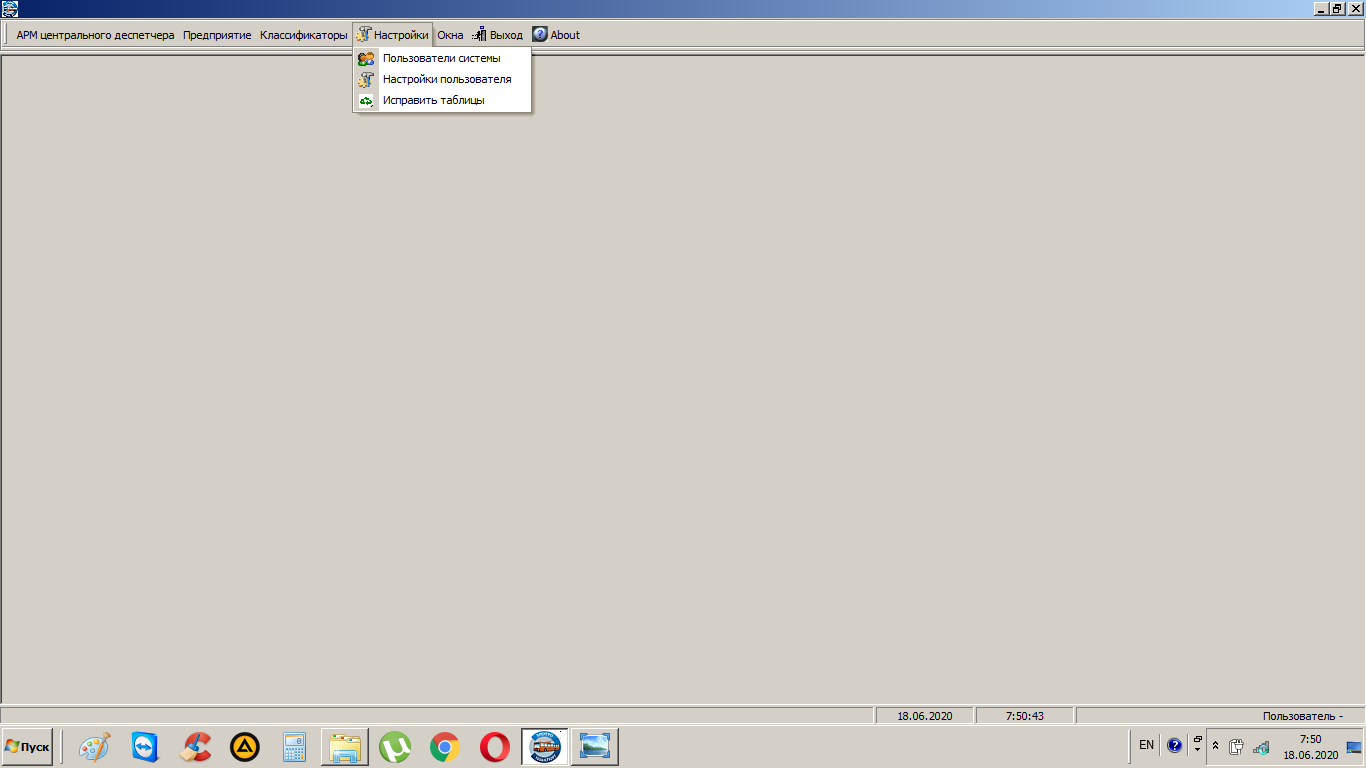 АРМ центрального деспетчера Предприятие Классификаторы Настройки Окна Выход About
Пользователи системы
Настройки пользователя
Исправить таблицы
18.06.2020 7:50:43 Пользователь -
Пуск EN 7:50
18.06.2020